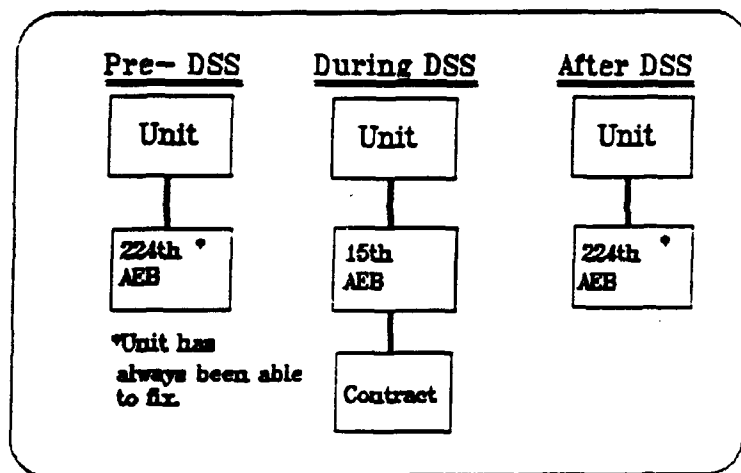 Pre- DSS
During DSS
After DSS
Unit
Unit
Unit
224th *
AEB
15th
AEB
224th *
AEB
*Unit has
always been able
to fix.
Contract